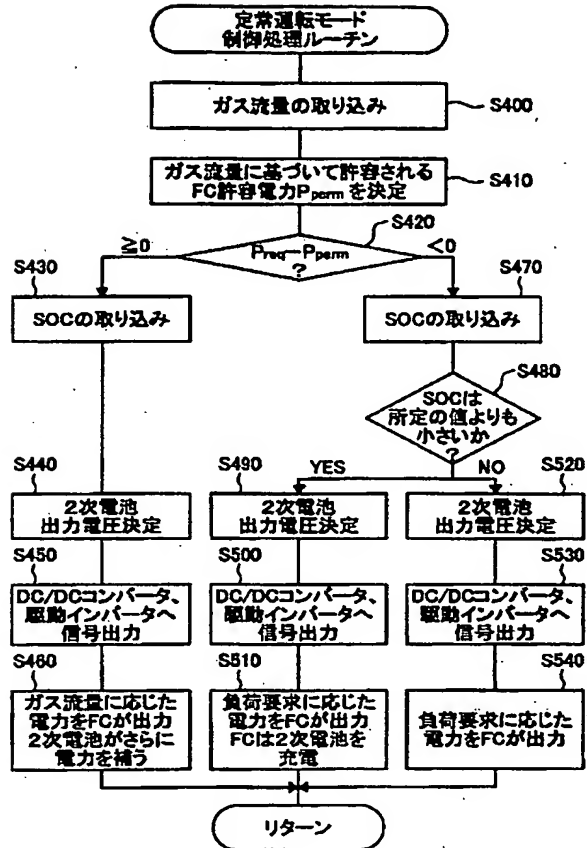 定常運転モード
制御処理ルーチン
ガス流量の取り込み
S400
ガス流量に基づいて許容される
FC許容電力Ppermを決定
S410
S420
≧0
Preq−Pperm
?
<0
S430
SOCの取り込み
S470
SOCの取り込み
S480
SOCは
所定の値よりも
小さいか
?
YES
NO
S440
2次電池
出力電圧決定
S490
2次電池
出力電圧決定
S520
2次電池
出力電圧決定
S450
DC/DCコンバータ、
駆動インバータへ
信号出力
S500
DC/DCコンバータ、
駆動インバータへ
信号出力
S530
DC/DCコンバータ、
駆動インバータへ
信号出力
S460
ガス流量に応じた
電力をFCが出力
2次電池がさらに
電力を補う
S510
負荷要求に応じた
電力をFCが出力
FCは2次電池を
充電
S540
負荷要求に応じた
電力をFCが出力
リターン